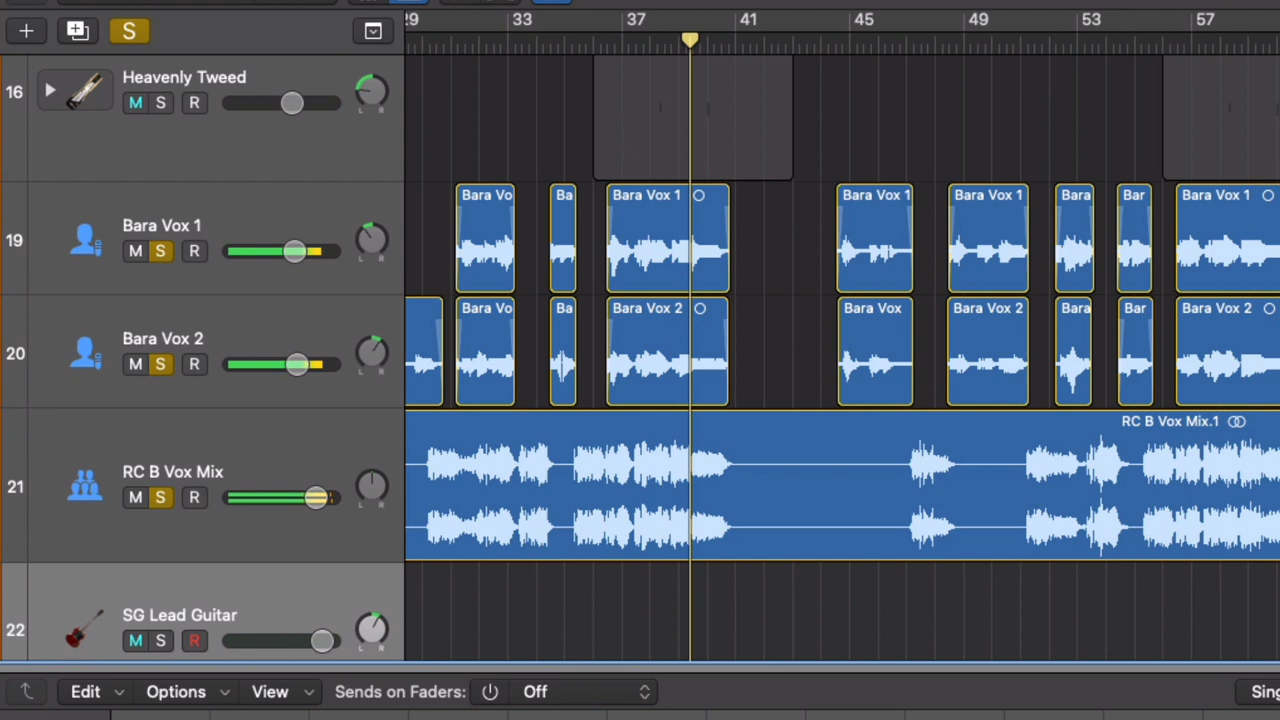 S
29 33 37 41 45 49 53 57
16 Heavenly Tweed
M S R
L R
Bara Vo Ba Bara Vox 1 Bara Vox 1 Bara Vox 1 Bara Bar Bara Vox 1
19 Bara Vox 1
M S R
L R
Bara Vo Ba Bara Vox 2 Bara Vox Bara Vox 2 Bara Bar Bara Vox 2
20 Bara Vox 2
M S R
L R
RC B Vox Mix.1
21 RC B Vox Mix
M S R
L R
22 SG Lead Guitar
M S R
L R
Edit Options View Sends on Faders: Off Sing